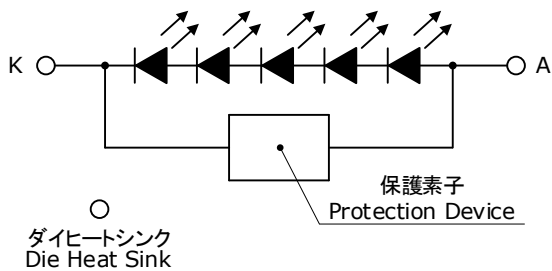 K
A
保護素子
Protection Device
ダイヒートシンク
Die Heat Sink